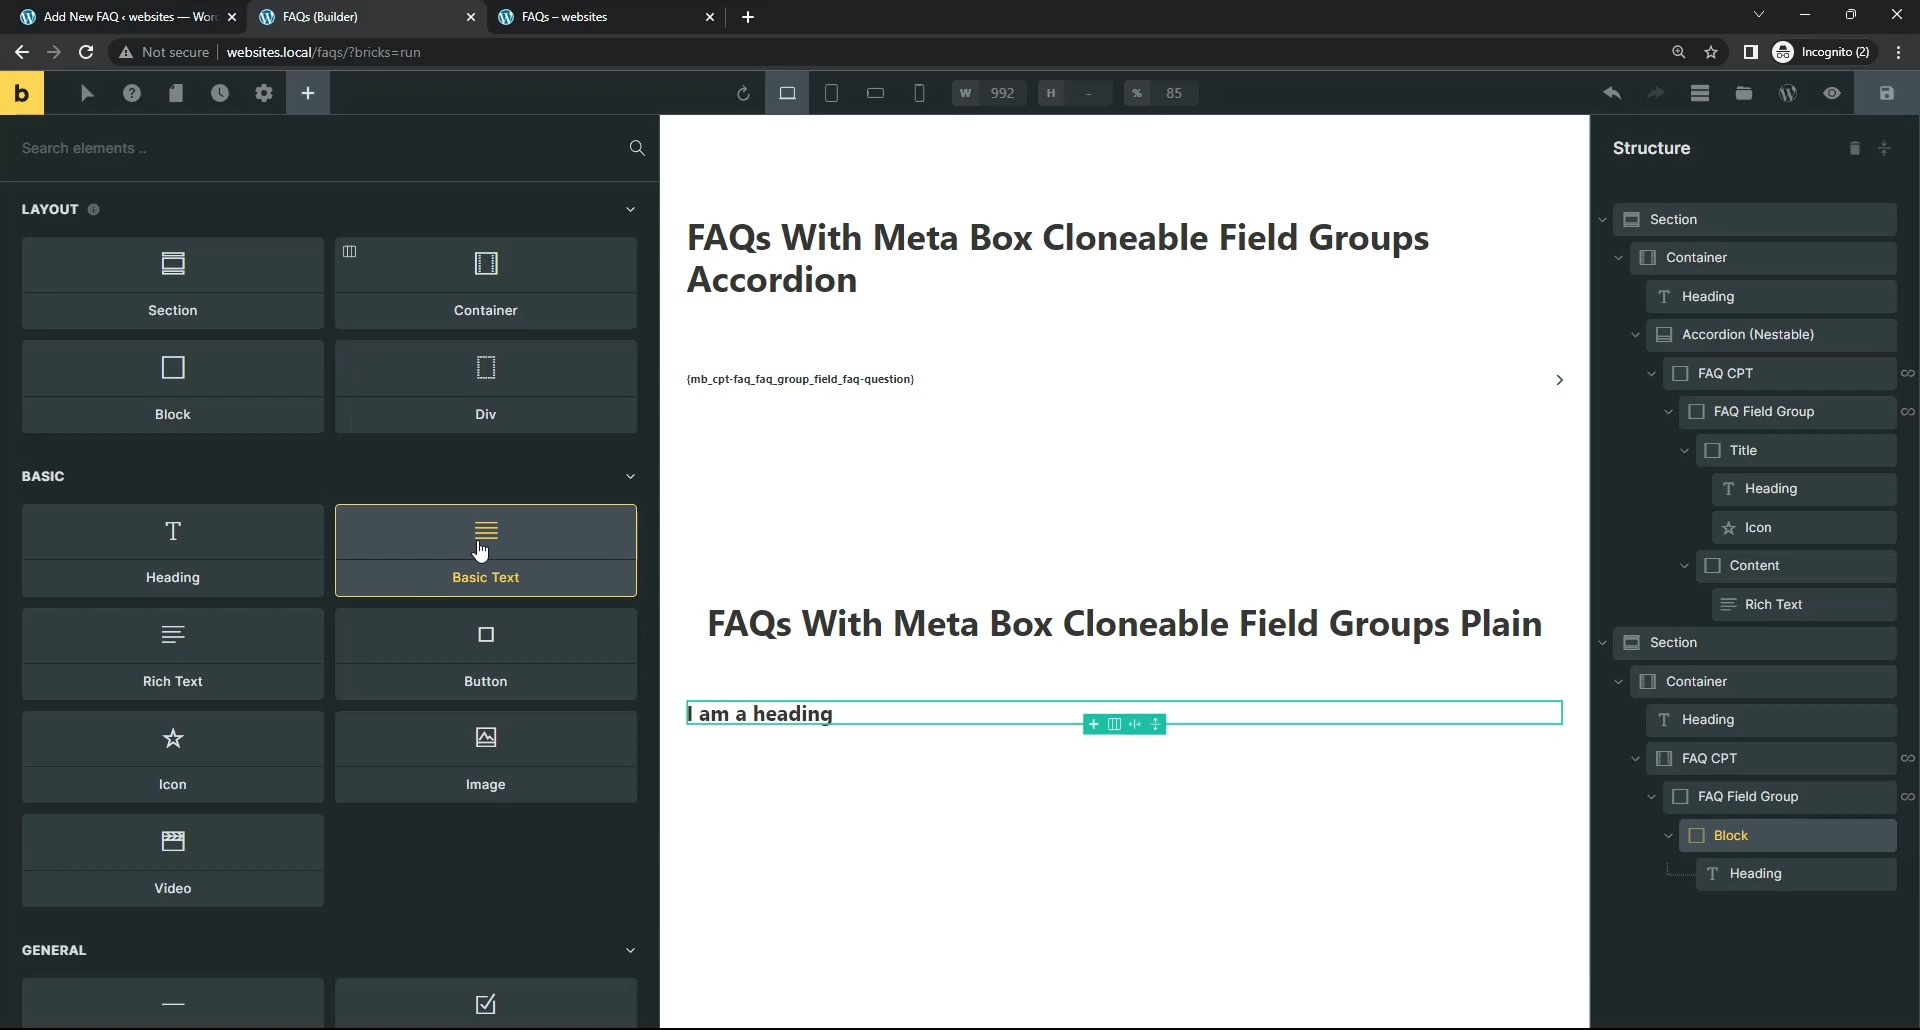 Add New FAQ ‹ websites — Wor
FAQs (Builder)
FAQs – websites
Not secure
websites.local/faqs/?bricks=run
Incognito (2)
b
W 992
H -
% 85
Search elements ..
LAYOUT
Section
Container
Block
Div
BASIC
Heading
Basic Text
Rich Text
Button
Icon
Image
Video
GENERAL
FAQs With Meta Box Cloneable Field Groups
Accordion
{mb_cpt-faq_faq_group_field_faq-question}
FAQs With Meta Box Cloneable Field Groups Plain
I am a heading
Structure
Section
Container
Heading
Accordion (Nestable)
FAQ CPT
FAQ Field Group
Title
Heading
Icon
Content
Rich Text
Section
Container
Heading
FAQ CPT
FAQ Field Group
Block
Heading